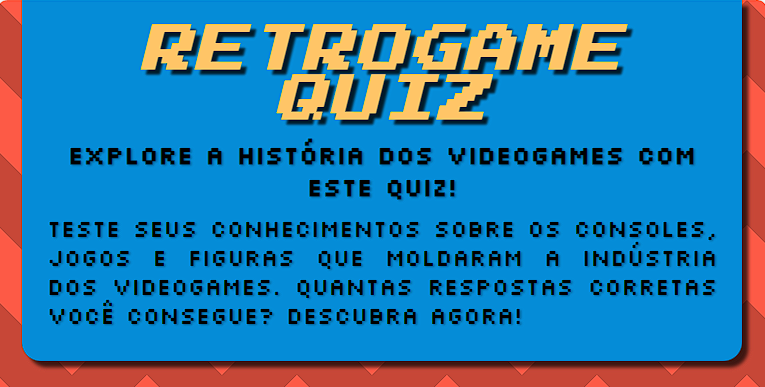 RETROGAME
QUIZ
EXPLORE A HISTÓRIA DOS VIDEOGAMES COM
ESTE QUIZ!
TESTE SEUS CONHECIMENTOS SOBRE OS CONSOLES,
JOGOS E FIGURAS QUE MOLDARAM A INDÚSTRIA
DOS VIDEOGAMES. QUANTAS RESPOSTAS CORRETAS
VOCÊ CONSEGUE? DESCUBRA AGORA!